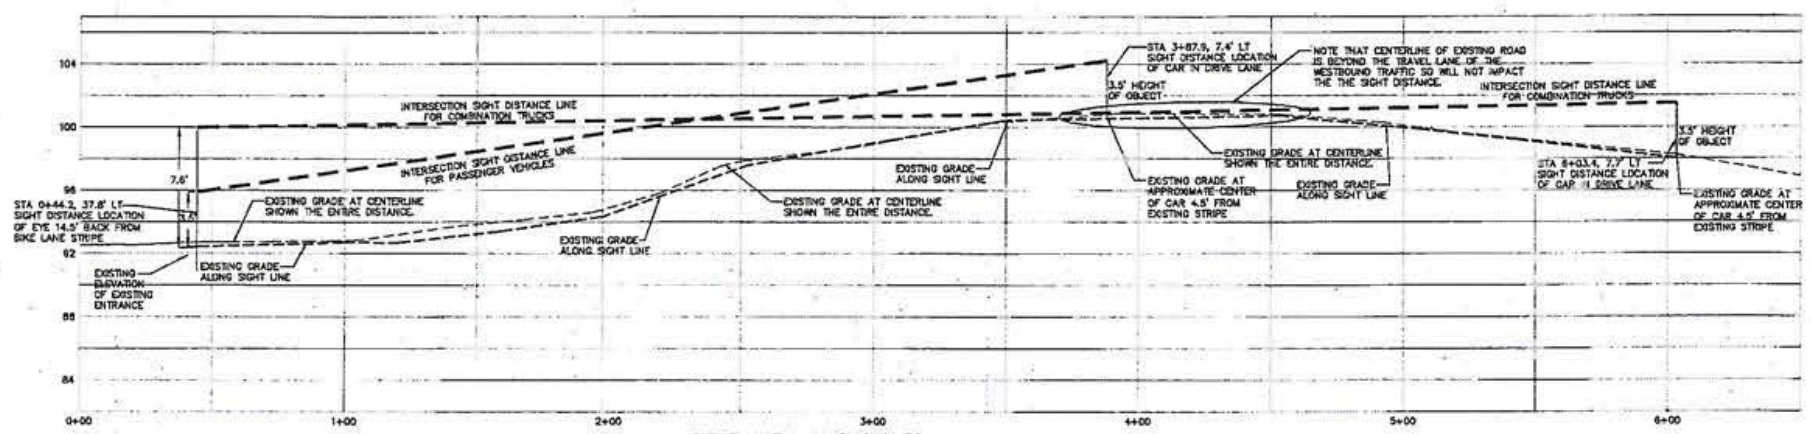 104
100
96
92
88
84
0+00
1+00
2+00
3+00
4+00
5+00
6+00
STA 0+44.2, 37.8' LT
SIGHT DISTANCE LOCATION
OF EYE 14.5' BACK FROM
BIKE LANE STRIPE
7.6'
3.5'
EXISTING
ELEVATION
OF EXISTING
ENTRANCE
EXISTING GRADE
ALONG SIGHT LINE
EXISTING GRADE AT CENTERLINE
SHOWN THE ENTIRE DISTANCE.
INTERSECTION SIGHT DISTANCE LINE
FOR COMBINATION TRUCKS
INTERSECTION SIGHT DISTANCE LINE
FOR PASSENGER VEHICLES
EXISTING GRADE
ALONG SIGHT LINE
EXISTING GRADE AT CENTERLINE
SHOWN THE ENTIRE DISTANCE.
EXISTING GRADE
ALONG SIGHT LINE
STA 3+87.9, 7.4' LT
SIGHT DISTANCE LOCATION
OF CAR IN DRIVE LANE
3.5' HEIGHT
OF OBJECT
NOTE THAT CENTERLINE OF EXISTING ROAD
IS BEYOND THE TRAVEL LANE OF THE
WESTBOUND TRAFFIC SO WILL NOT IMPACT
THE THE SIGHT DISTANCE.
INTERSECTION SIGHT DISTANCE LINE
FOR COMBINATION TRUCKS
EXISTING GRADE AT CENTERLINE
SHOWN THE ENTIRE DISTANCE.
EXISTING GRADE AT
APPROXIMATE CENTER
OF CAR 4.5' FROM
EXISTING STRIPE
EXISTING GRADE
ALONG SIGHT LINE
STA 6+03.4, 7.7' LT
SIGHT DISTANCE LOCATION
OF CAR IN DRIVE LANE
3.5' HEIGHT
OF OBJECT
EXISTING GRADE AT
APPROXIMATE CENTER
OF CAR 4.5' FROM
EXISTING STRIPE